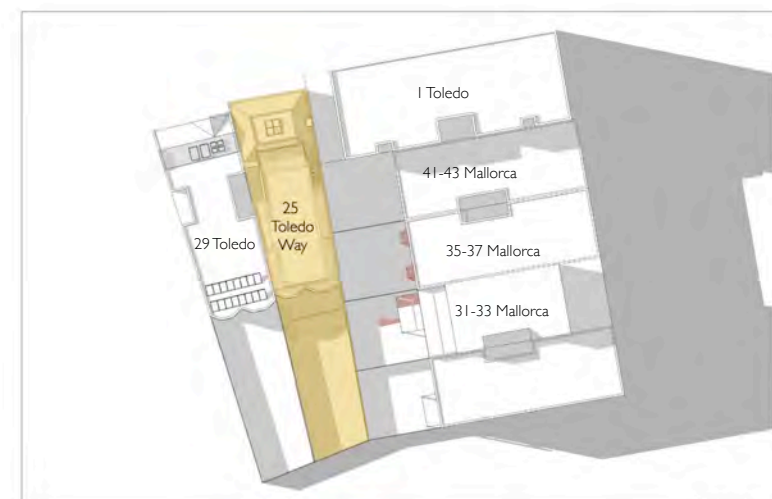 1 Toledo
41-43 Mallorca
25
Toledo
Way
29 Toledo
35-37 Mallorca
31-33 Mallorca